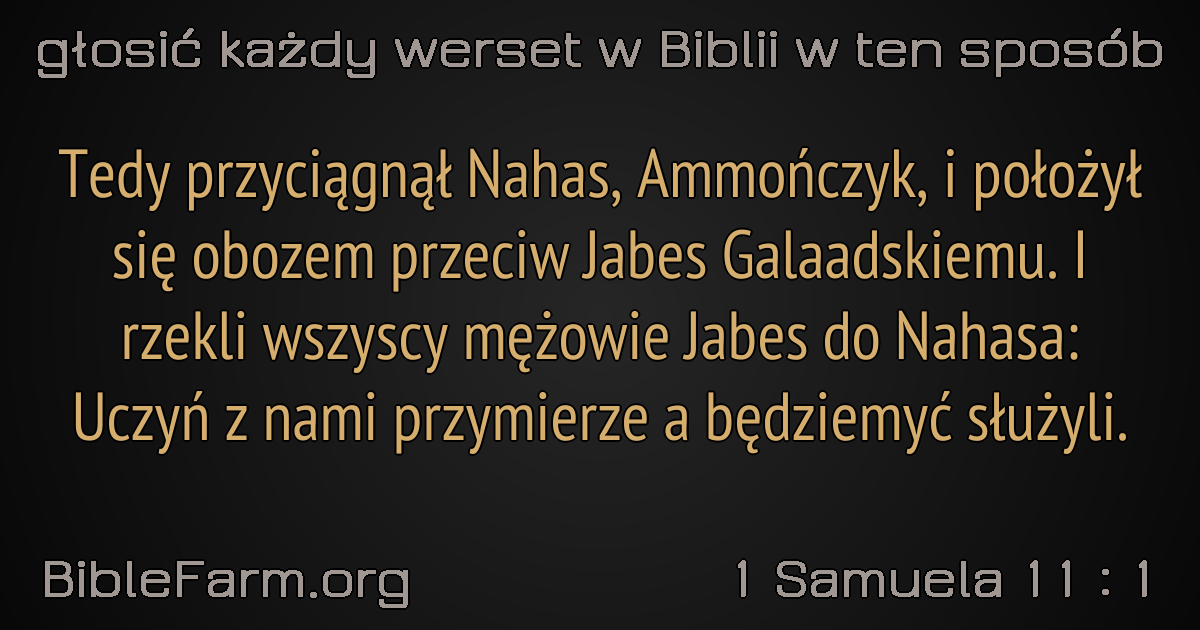 głosić każdy werset w Biblii w ten sposób
Tedy przyciągnął Nahas, Ammończyk, i położył
się obozem przeciw Jabes Galaadskiemu. I
rzekli wszyscy mężowie Jabes do Nahasa:
Uczyń z nami przymierze a będziemyć służyli.
BibleFarm.org
1 Samuela 11 : 1